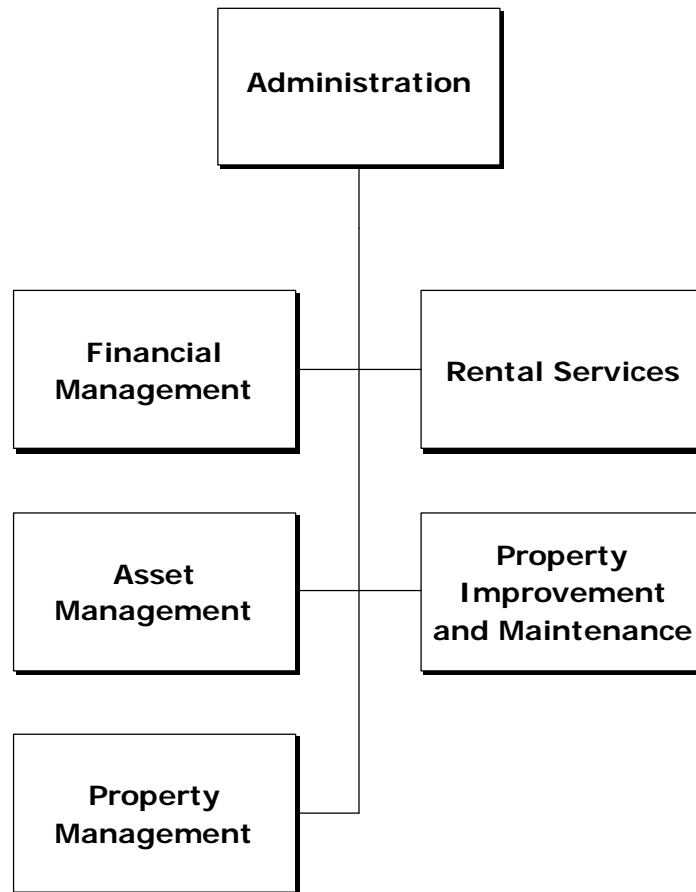 Administration
Financial
Management
Rental Services
Asset
Management
Property
Improvement
and Maintenance
Property
Management